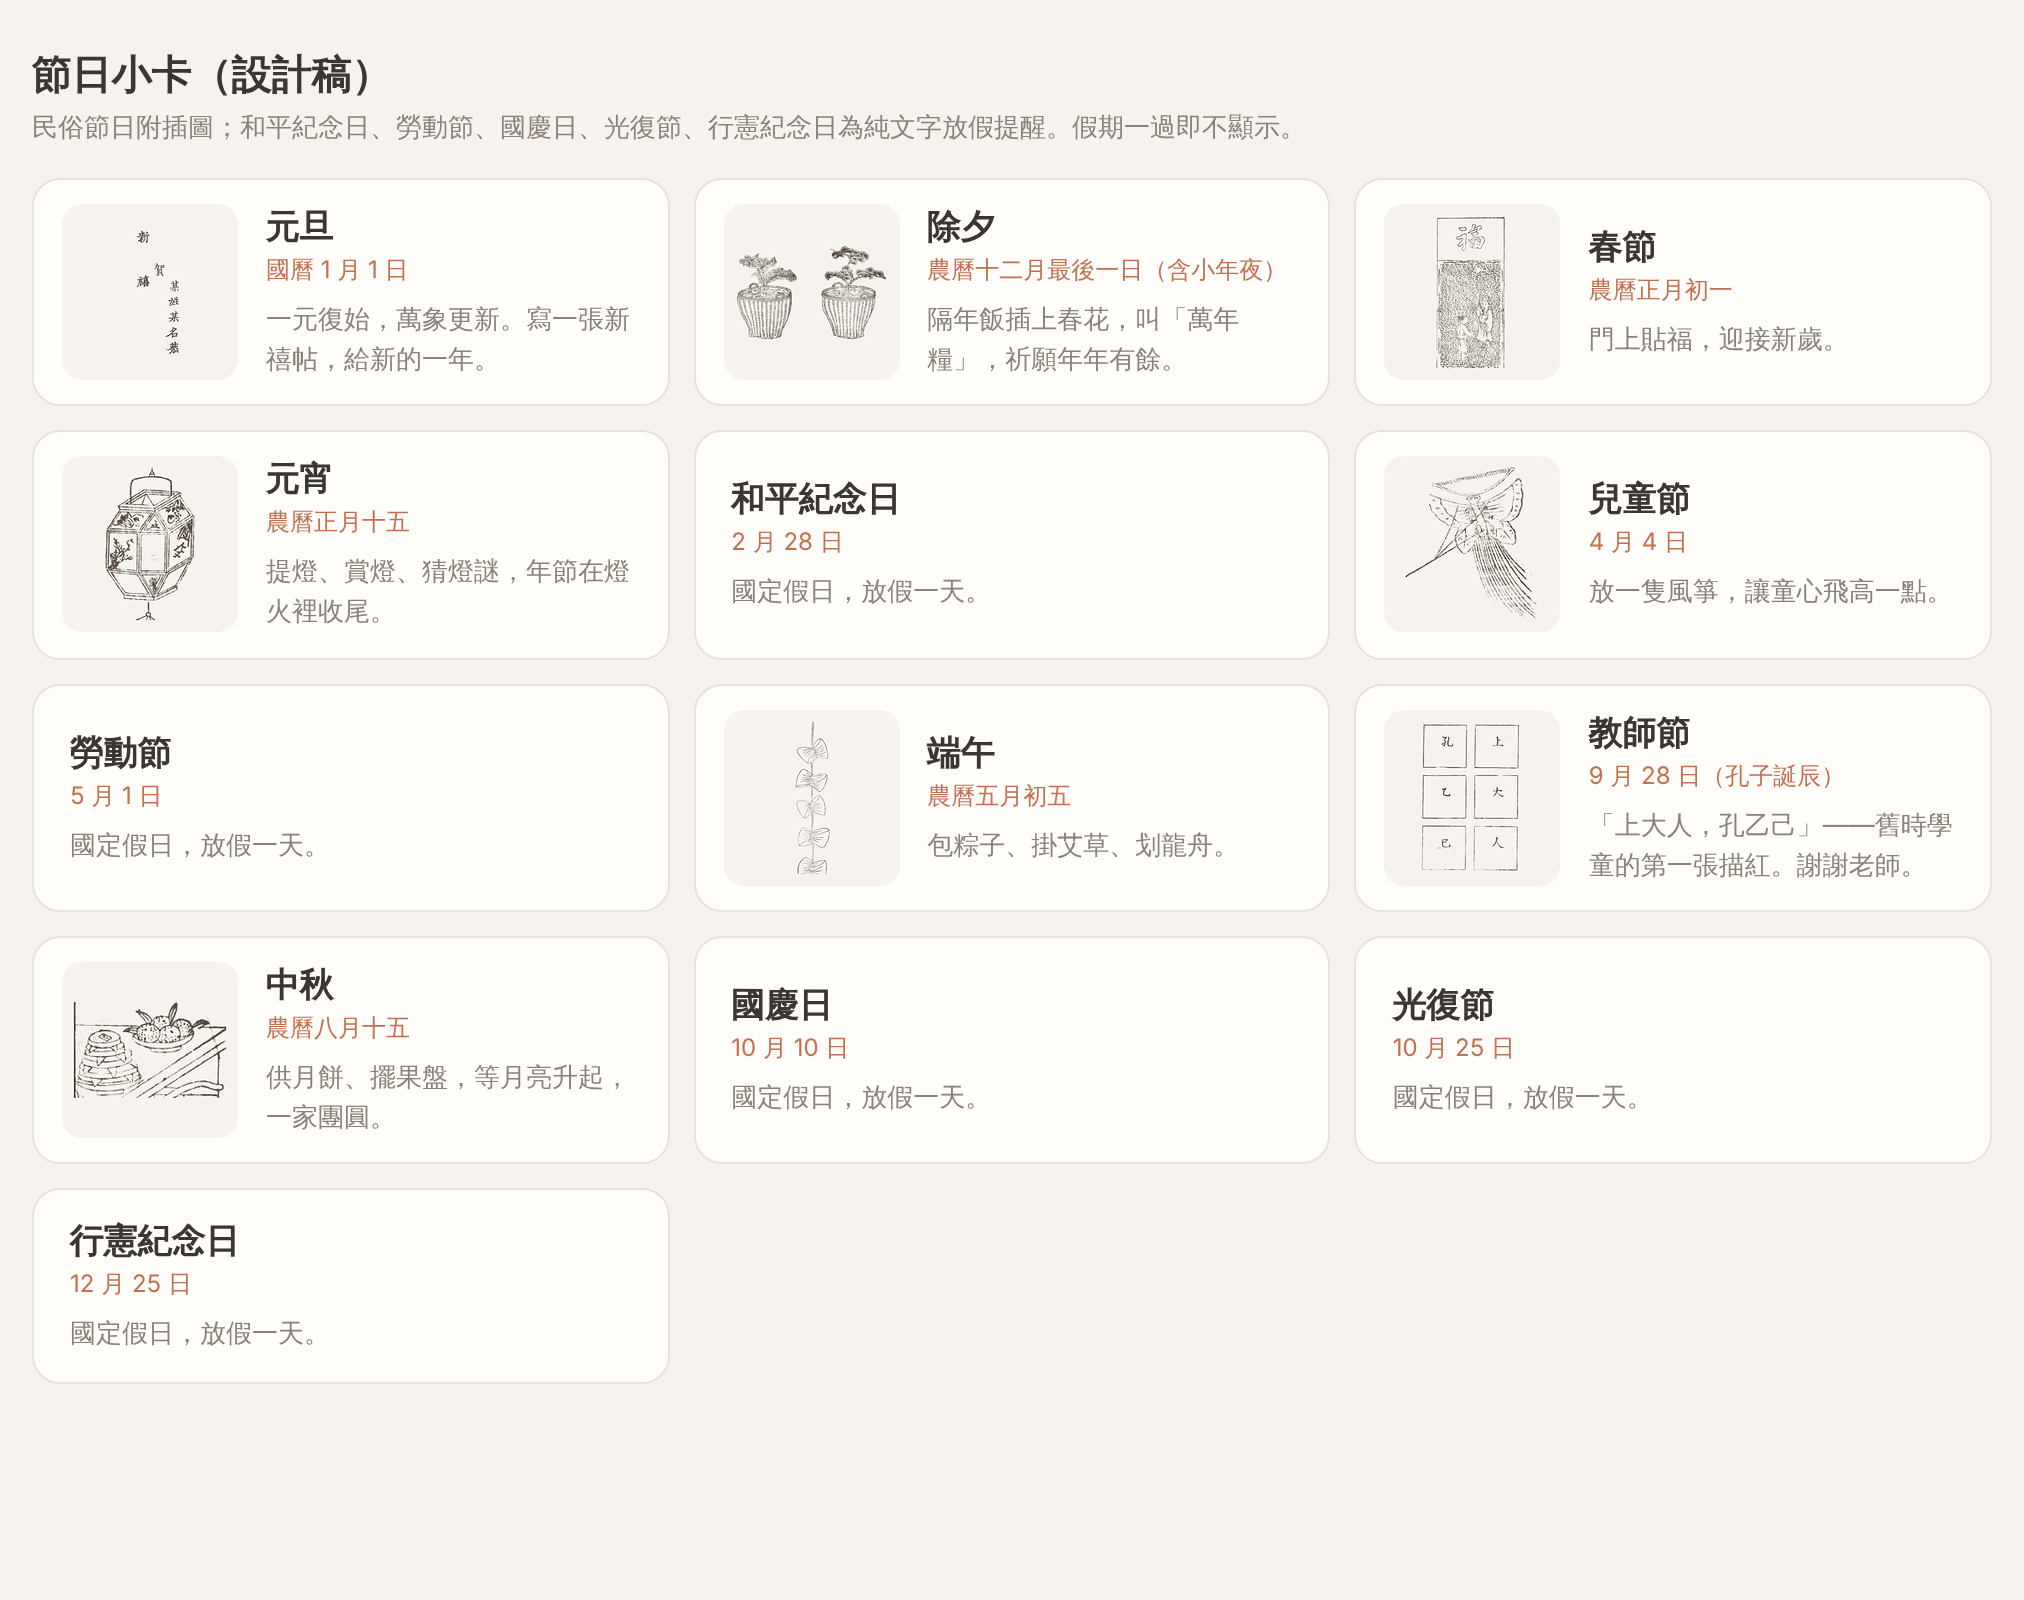 節日小卡（設計稿）
民俗節日附插圖；和平紀念日、勞動節、國慶日、光復節、行憲紀念日為純文字放假提醒。假期一過即不顯示。
新
賀
禧
某
姓
某
名
恭
元旦
國曆 1 月 1 日
一元復始，萬象更新。寫一張新
禧帖，給新的一年。
除夕
農曆十二月最後一日（含小年夜）
隔年飯插上春花，叫「萬年
糧」，祈願年年有餘。
福
春節
農曆正月初一
門上貼福，迎接新歲。
元宵
農曆正月十五
提燈、賞燈、猜燈謎，年節在燈
火裡收尾。
和平紀念日
2 月 28 日
國定假日，放假一天。
兒童節
4 月 4 日
放一隻風箏，讓童心飛高一點。
勞動節
5 月 1 日
國定假日，放假一天。
端午
農曆五月初五
包粽子、掛艾草、划龍舟。
上
大
人
孔
乙
已
教師節
9 月 28 日（孔子誕辰）
「上大人，孔乙己」——舊時學
童的第一張描紅。謝謝老師。
中秋
農曆八月十五
供月餅、擺果盤，等月亮升起，
一家團圓。
國慶日
10 月 10 日
國定假日，放假一天。
光復節
10 月 25 日
國定假日，放假一天。
行憲紀念日
12 月 25 日
國定假日，放假一天。